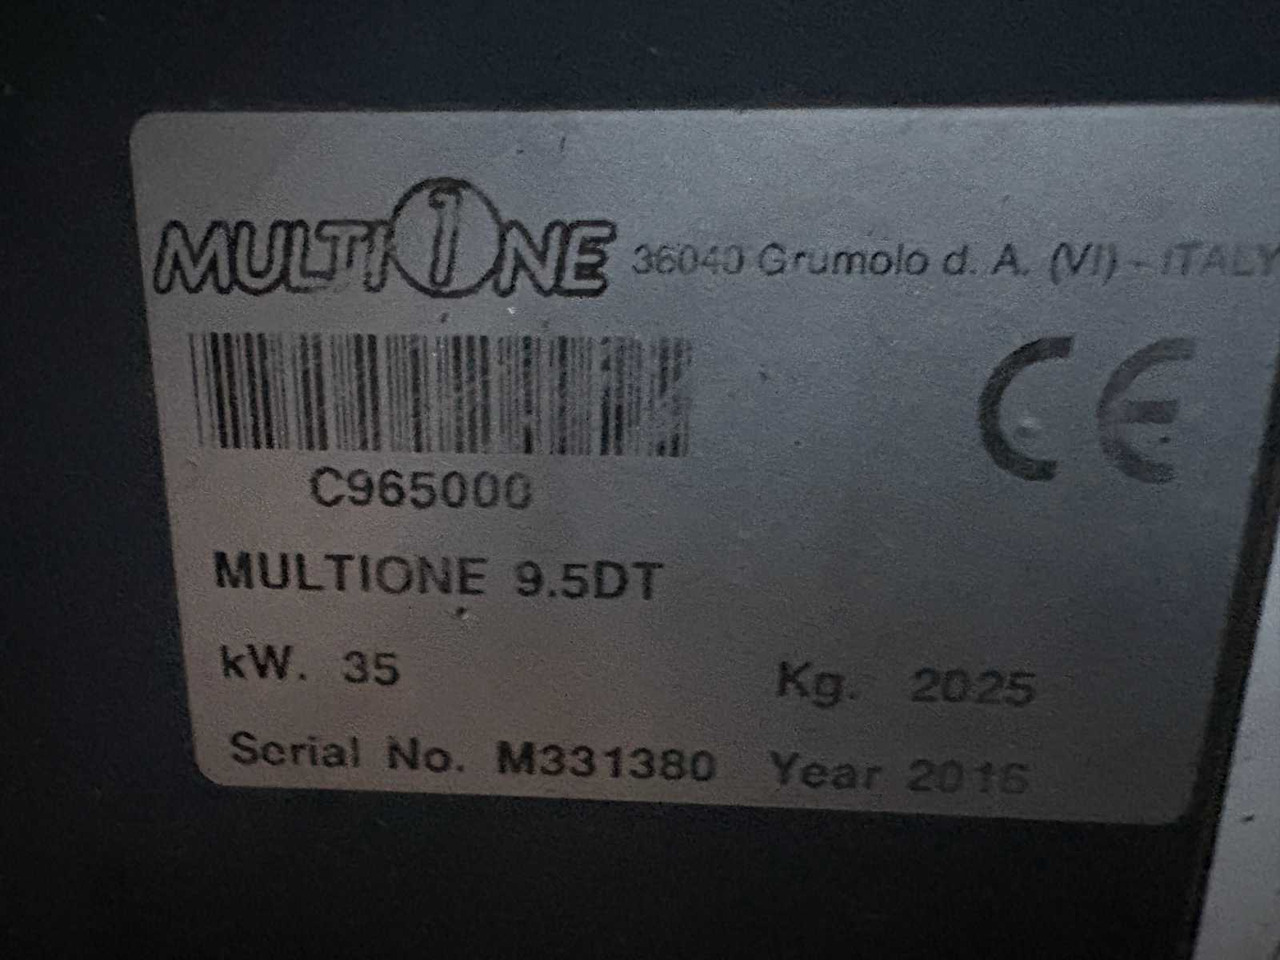 MULTIONE 36040 Grumolo d. A. (VI) - ITALY
CE
C965000
MULTIONE 9.5DT
kW. 35 Kg. 2025
Serial No. M331380 Year 2016